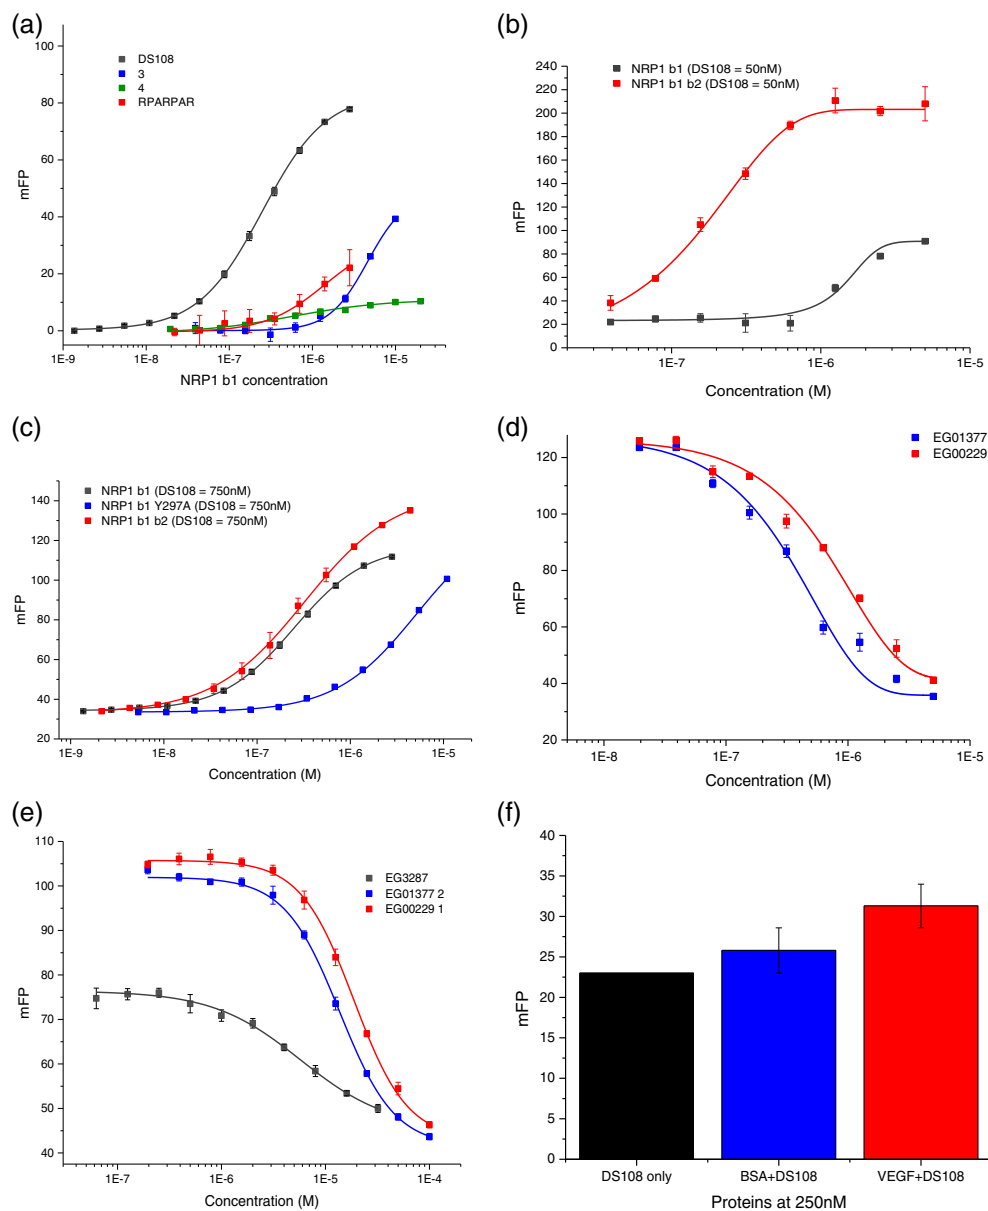 (a)
100
80
60
40
20
0
mFP
DS108
3
4
RPARPAR
1E-9
1E-8
1E-7
1E-6
1E-5
NRP1 b1 concentration
(b)
240
220
200
180
160
140
120
100
80
60
40
20
0
mFP
NRP1 b1 (DS108 = 50nM)
NRP1 b1 b2 (DS108 = 50nM)
1E-7
1E-6
1E-5
Concentration (M)
(c)
140
120
100
80
60
40
20
mFP
NRP1 b1 (DS108 = 750nM)
NRP1 b1 Y297A (DS108 = 750nM)
NRP1 b1 b2 (DS108 = 750nM)
1E-9
1E-8
1E-7
1E-6
1E-5
Concentration (M)
(d)
120
100
80
60
40
20
mFP
EG01377
EG00229
1E-8
1E-7
1E-6
1E-5
Concentration (M)
(e)
110
100
90
80
70
60
50
40
mFP
EG3287
EG01377 2
EG00229 1
1E-7
1E-6
1E-5
1E-4
Concentration (M)
(f)
40
35
30
25
20
15
10
5
0
mFP
DS108 only
BSA+DS108
VEGF+DS108
Proteins at 250nM